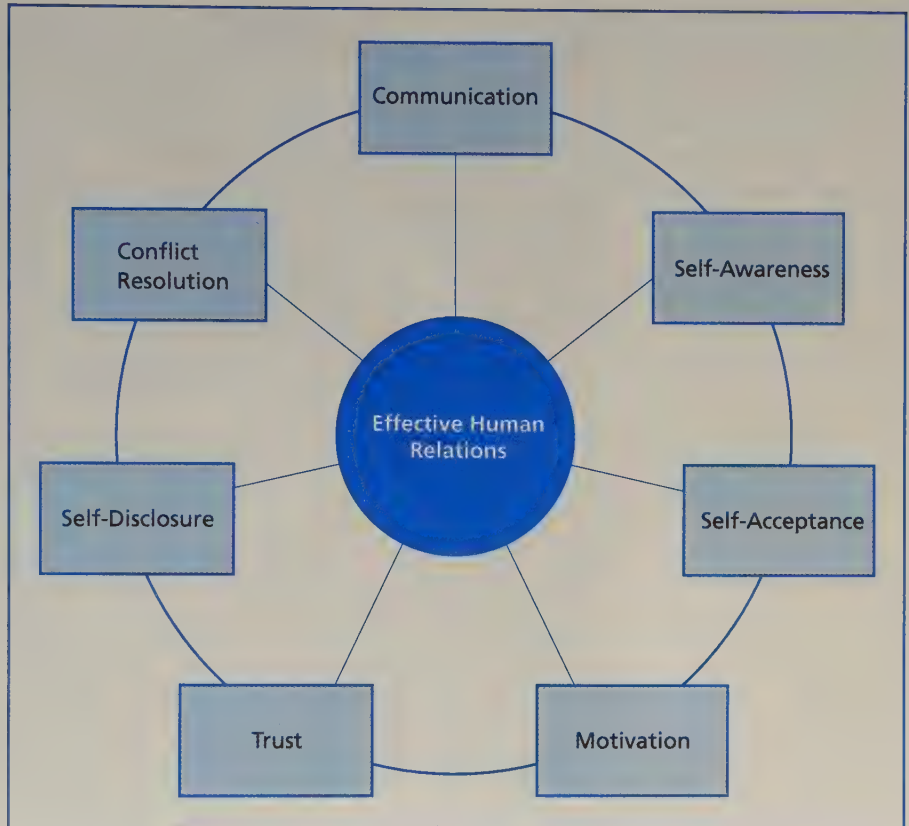 Communication
Self-Awareness
Self-Acceptance
Motivation
Trust
Self-Disclosure
Conflict
Resolution
Effective Human
Relations